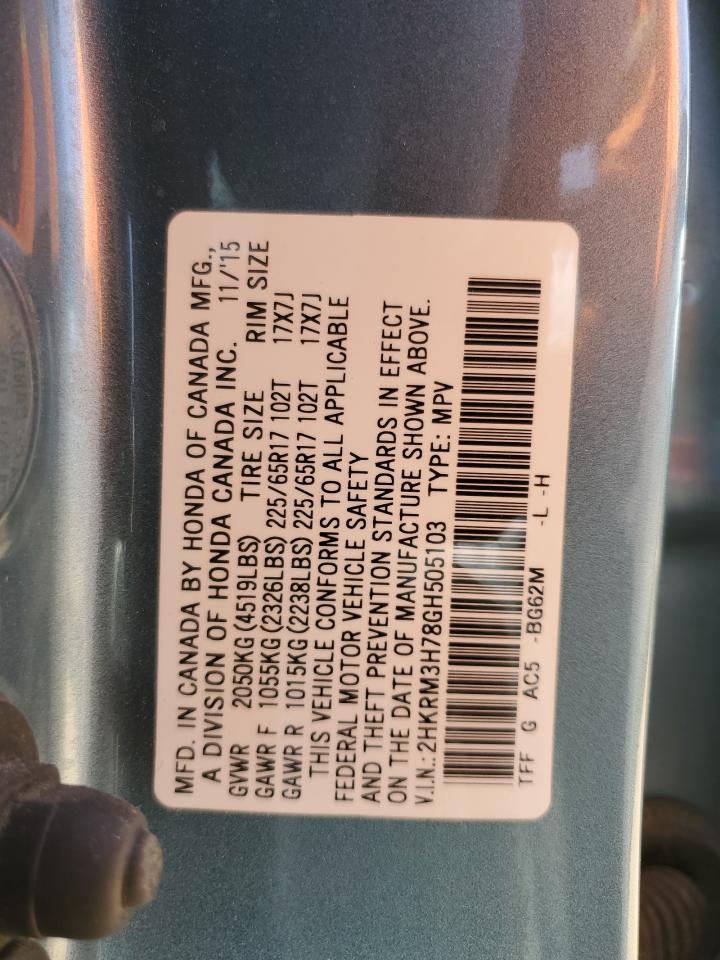 MFD. IN CANADA BY HONDA OF CANADA MFG.,
A DIVISION OF HONDA CANADA INC. 11/'15
GVWR 2050KG (4519LBS) TIRE SIZE RIM SIZE
GAWR F 1055KG (2326LBS) 225/65R17 102T 17X7J
GAWR R 1015KG (2238LBS) 225/65R17 102T 17X7J
THIS VEHICLE CONFORMS TO ALL APPLICABLE
FEDERAL MOTOR VEHICLE SAFETY
AND THEFT PREVENTION STANDARDS IN EFFECT
ON THE DATE OF MANUFACTURE SHOWN ABOVE.
V.I.N.: 2HKRM3H78GH505103 TYPE: MPV
TFF G AC5 -BG62M -L -H